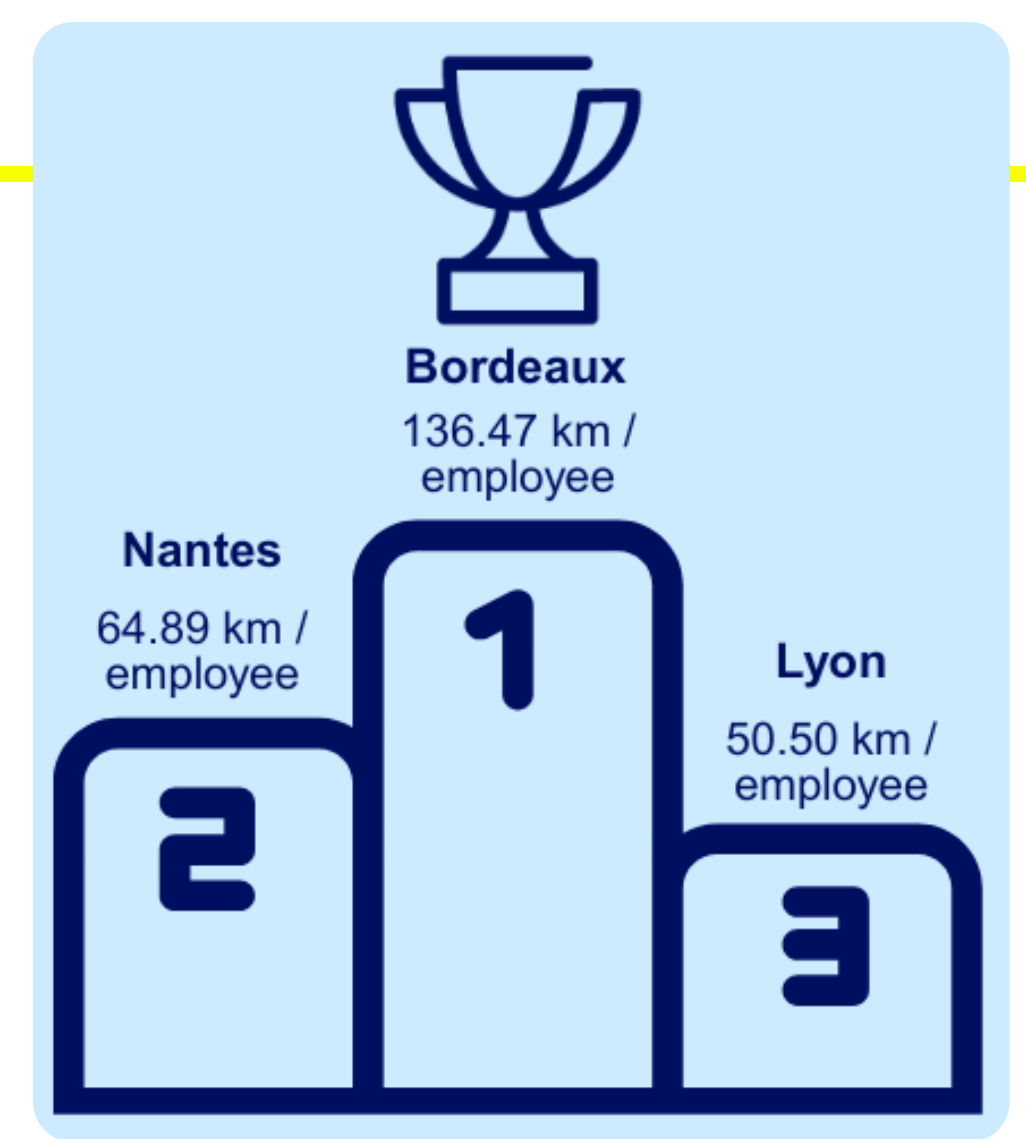 Bordeaux
136.47 km /
employee
Nantes
64.89 km /
employee
Lyon
50.50 km /
employee
1
2
3